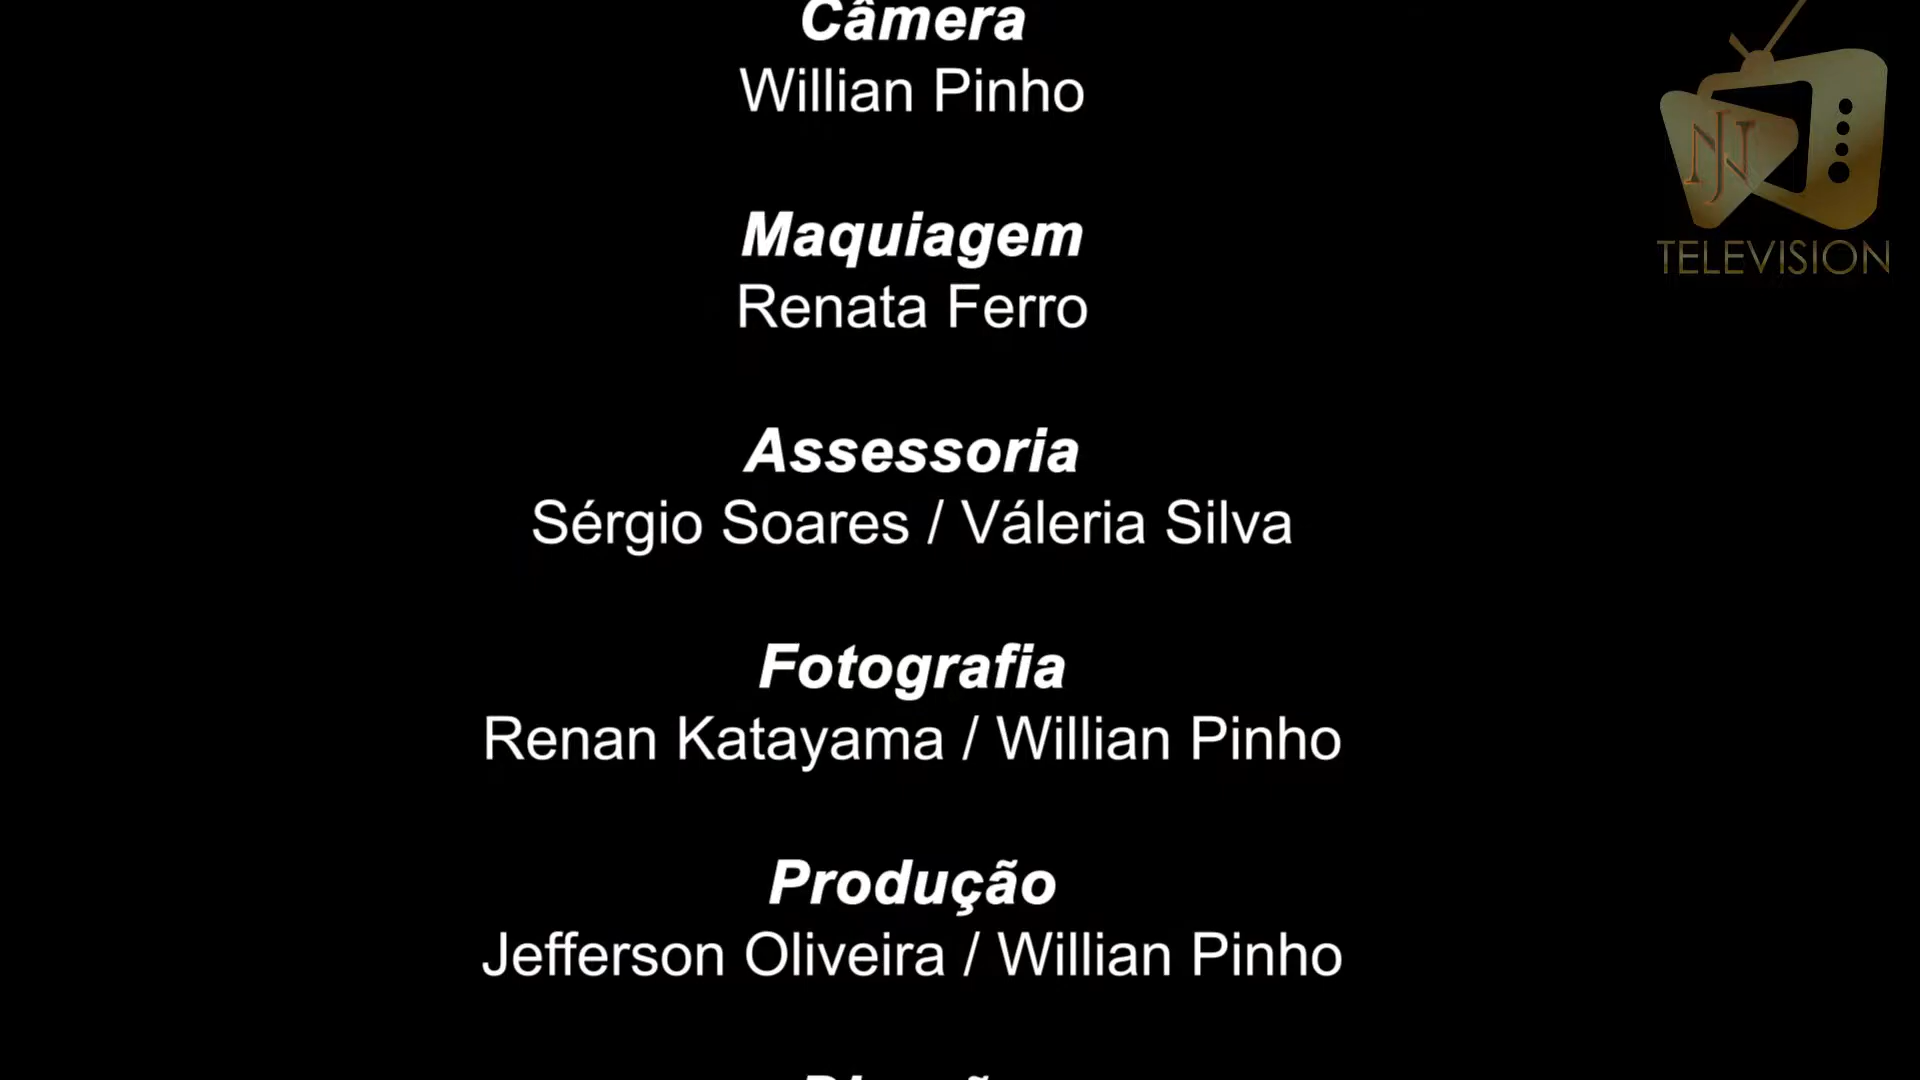 Câmera
Willian Pinho
Maquiagem
Renata Ferro
Assessoria
Sérgio Soares / Váleria Silva
Fotografia
Renan Katayama / Willian Pinho
Produção
Jefferson Oliveira / Willian Pinho
TELEVISION